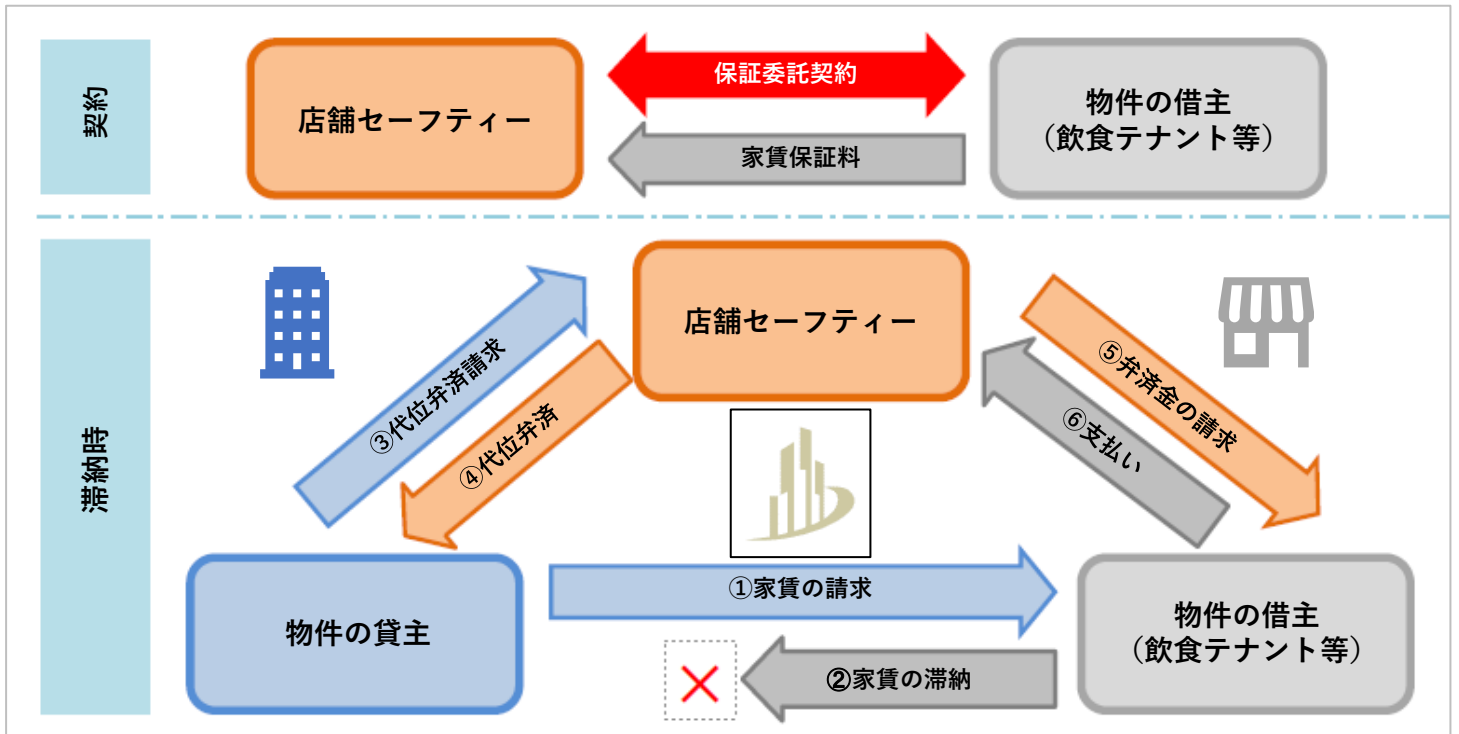 契約
店舗セーフティー
保証委託契約
家賃保証料
物件の借主
（飲食テナント等）
滞納時
店舗セーフティー
③代位弁済請求
④代位弁済
⑤弁済金の請求
⑥支払い
①家賃の請求
②家賃の滞納
物件の貸主
物件の借主
（飲食テナント等）